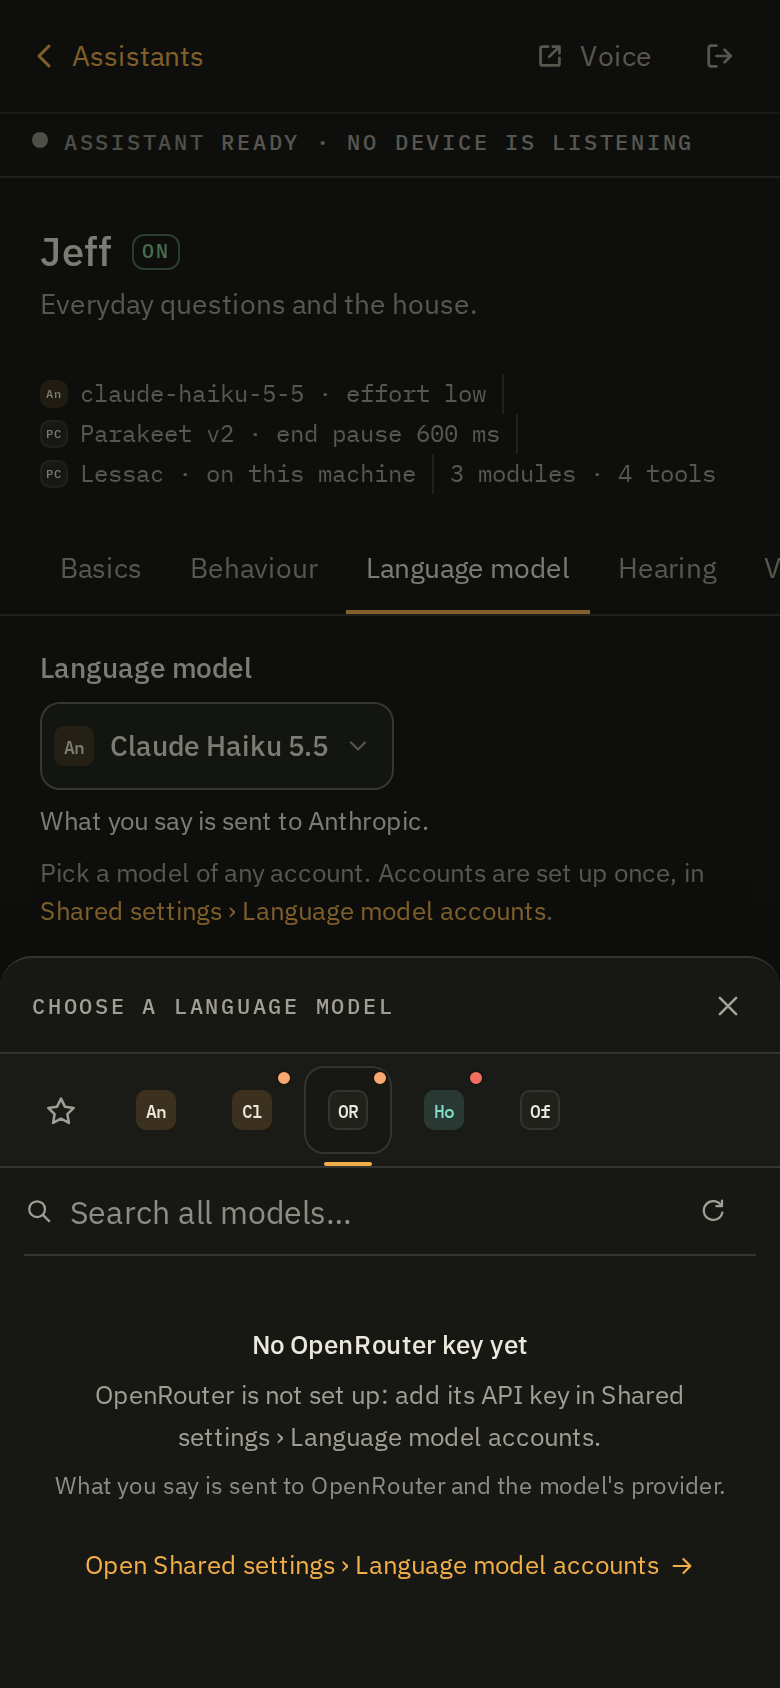 Assistants
Voice
ASSISTANT READY · NO DEVICE IS LISTENING
Jeff ON
Everyday questions and the house.
An claude-haiku-5-5 · effort low
PC Parakeet v2 · end pause 600 ms
PC Lessac · on this machine 3 modules · 4 tools
Basics Behaviour Language model Hearing V
Language model
An Claude Haiku 5.5
What you say is sent to Anthropic.
Pick a model of any account. Accounts are set up once, in
Shared settings › Language model accounts.
CHOOSE A LANGUAGE MODEL
An Cl OR Ho Of
Search all models...
No OpenRouter key yet
OpenRouter is not set up: add its API key in Shared
settings › Language model accounts.
What you say is sent to OpenRouter and the model's provider.
Open Shared settings › Language model accounts →